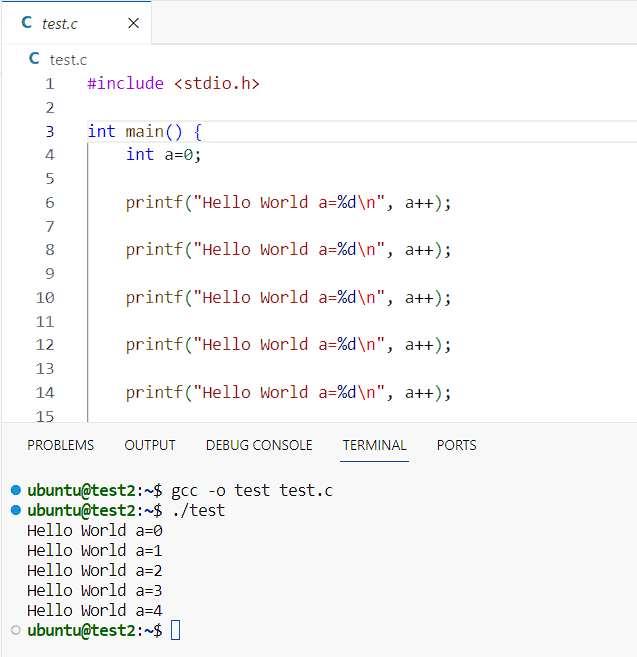 C test.c ×
C test.c
1 #include <stdio.h>
2
3 int main() {
4 int a=0;
5
6 printf("Hello World a=%d\n", a++);
7
8 printf("Hello World a=%d\n", a++);
9
10 printf("Hello World a=%d\n", a++);
11
12 printf("Hello World a=%d\n", a++);
13
14 printf("Hello World a=%d\n", a++);
15
PROBLEMS OUTPUT DEBUG CONSOLE TERMINAL PORTS
ubuntu@test2:~$ gcc -o test test.c
ubuntu@test2:~$ ./test
Hello World a=0
Hello World a=1
Hello World a=2
Hello World a=3
Hello World a=4
ubuntu@test2:~$